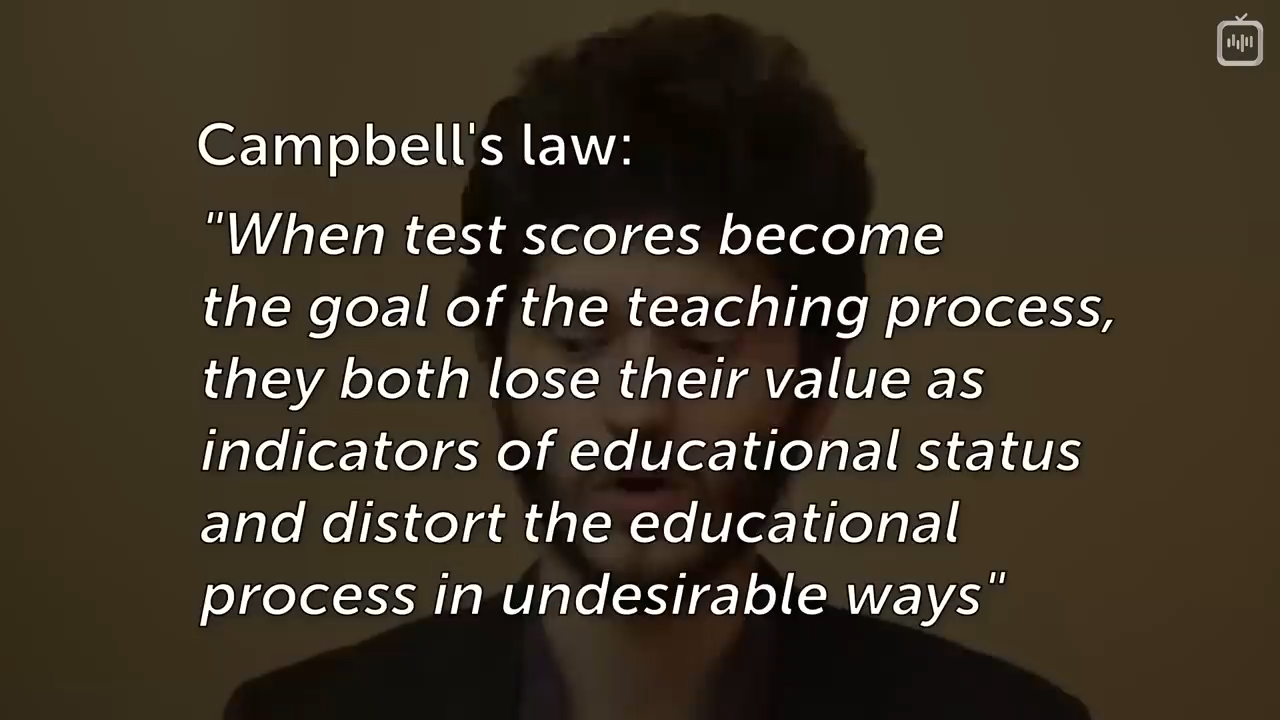 Campbell's law:
"When test scores become
the goal of the teaching process,
they both lose their value as
indicators of educational status
and distort the educational
process in undesirable ways"